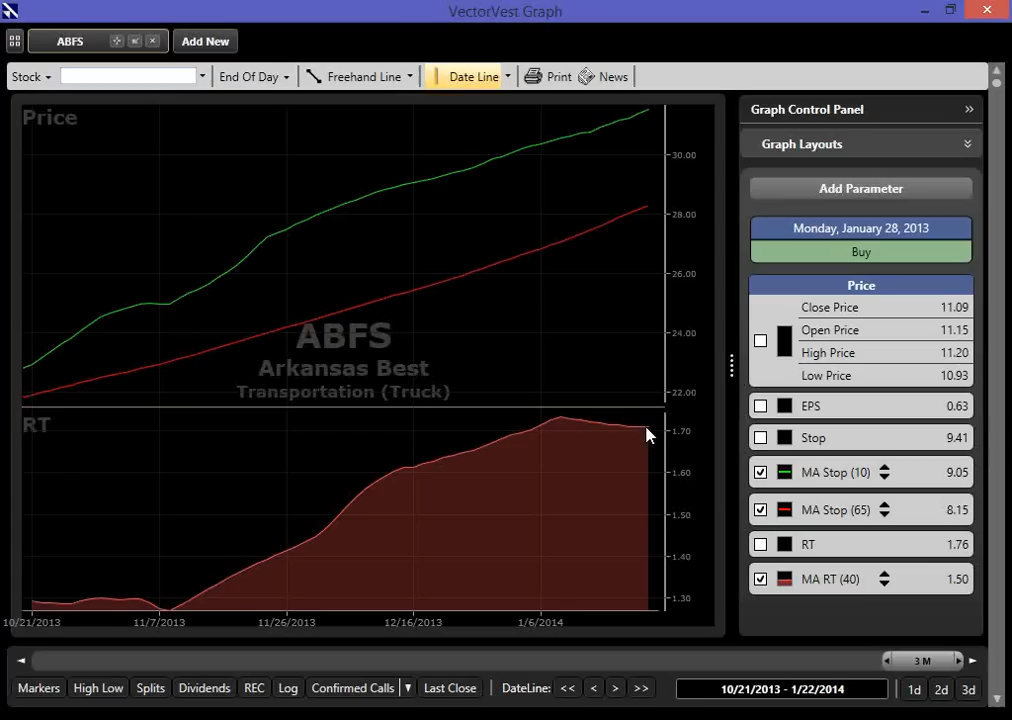 VectorVest Graph
ABFS
Add New
Stock
End Of Day
Freehand Line
Date Line
Print
News
Price
30.00
28.00
26.00
24.00
22.00
ABFS
Arkansas Best
Transportation (Truck)
RT
1.70
1.60
1.50
1.40
1.30
10/21/2013
11/7/2013
11/26/2013
12/16/2013
1/6/2014
Graph Control Panel
Graph Layouts
Add Parameter
Monday, January 28, 2013
Buy
Price
Close Price 11.09
Open Price 11.15
High Price 11.20
Low Price 10.93
EPS 0.63
Stop 9.41
MA Stop (10) 9.05
MA Stop (65) 8.15
RT 1.76
MA RT (40) 1.50
3 M
Markers
High Low
Splits
Dividends
REC
Log
Confirmed Calls
Last Close
DateLine:
<<
<
>
>>
10/21/2013 - 1/22/2014
1d
2d
3d